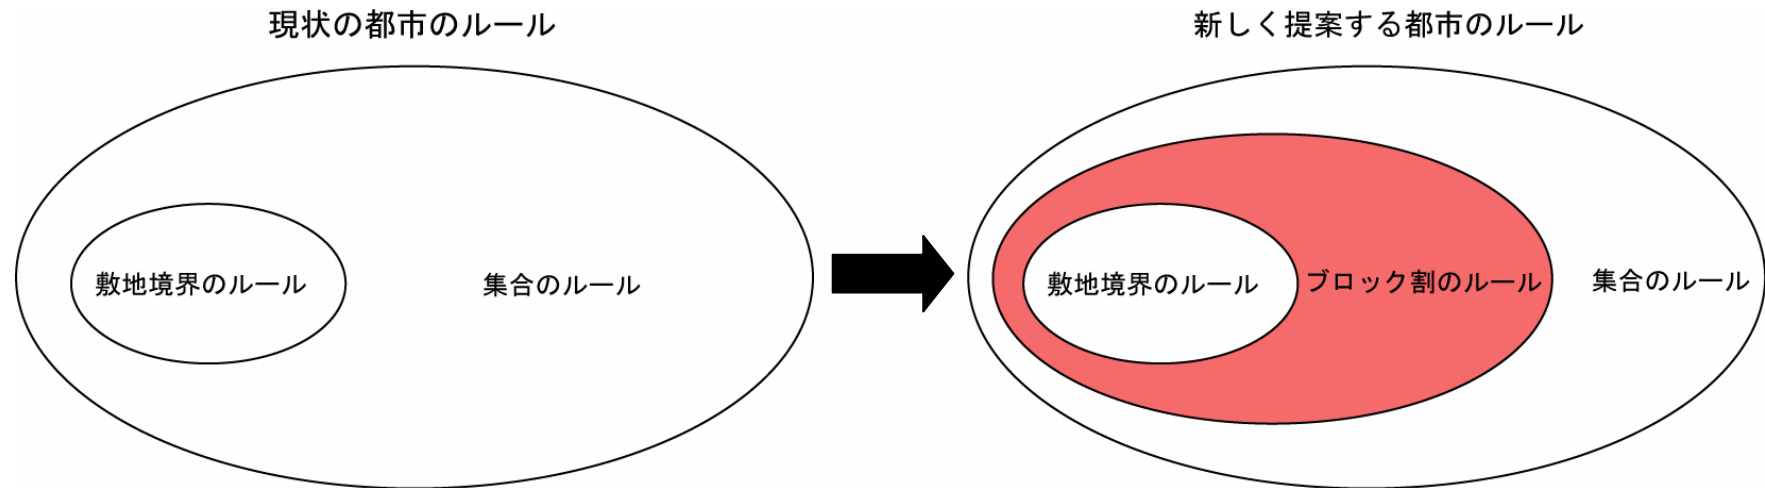 現状の都市のルール
新しく提案する都市のルール
敷地境界のルール
集合のルール
敷地境界のルール
ブロック割のルール
集合のルール